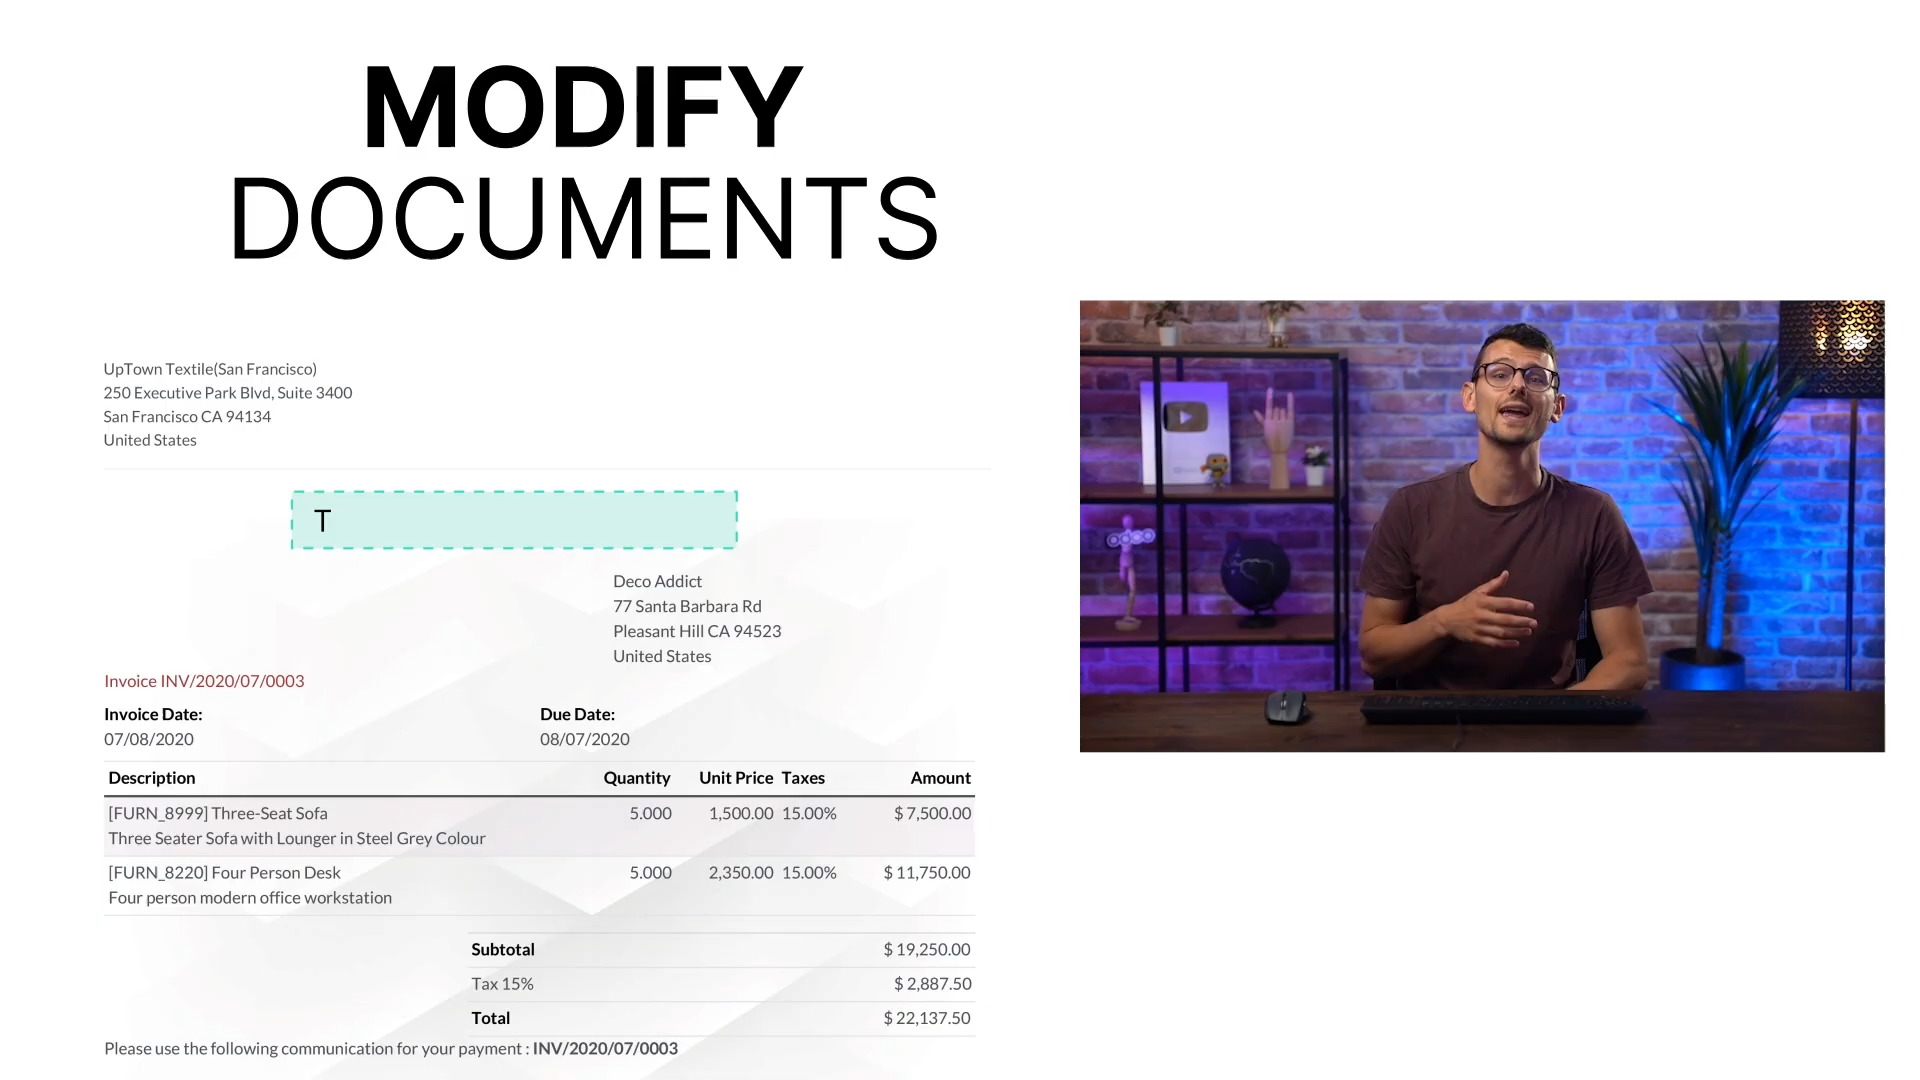 MODIFY
DOCUMENTS
UpTown Textile(San Francisco)
250 Executive Park Blvd, Suite 3400
San Francisco CA 94134
United States
T
Deco Addict
77 Santa Barbara Rd
Pleasant Hill CA 94523
United States
Invoice INV/2020/07/0003
Invoice Date: Due Date:
07/08/2020 08/07/2020
Description Quantity Unit Price Taxes Amount
[FURN_8999] Three-Seat Sofa 5.000 1,500.00 15.00% $ 7,500.00
Three Seater Sofa with Lounger in Steel Grey Colour
[FURN_8220] Four Person Desk 5.000 2,350.00 15.00% $ 11,750.00
Four person modern office workstation
Subtotal $ 19,250.00
Tax 15% $ 2,887.50
Total $ 22,137.50
Please use the following communication for your payment : INV/2020/07/0003